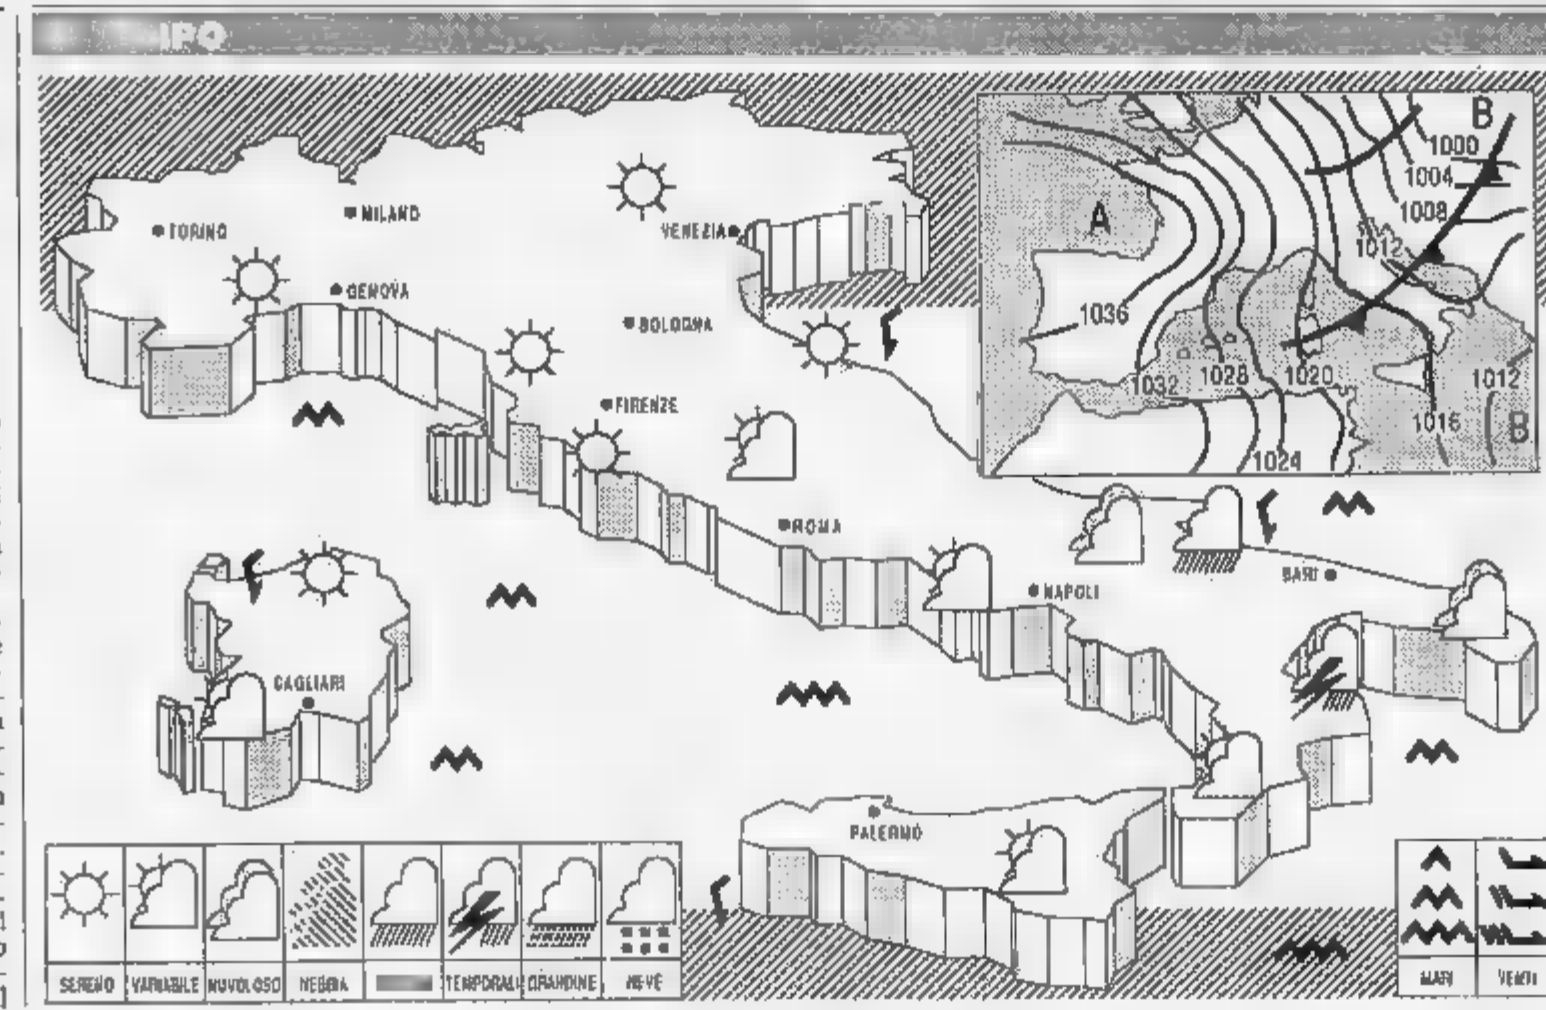 MILANO
TORINO
VENEZIA
GENOVA
BOLOGNA
FIRENZE
ROMA
NAPOLI
BARI
CAGLIARI
PALERMO
B
1000
1004
1008
A
1012
1036
1032 1028 1020 1012
1016
B
1024
SERENO VARIABILE NUVOLOSO NEBBIA TEMPORALI GRANDINE NEVE
MARI VENTI